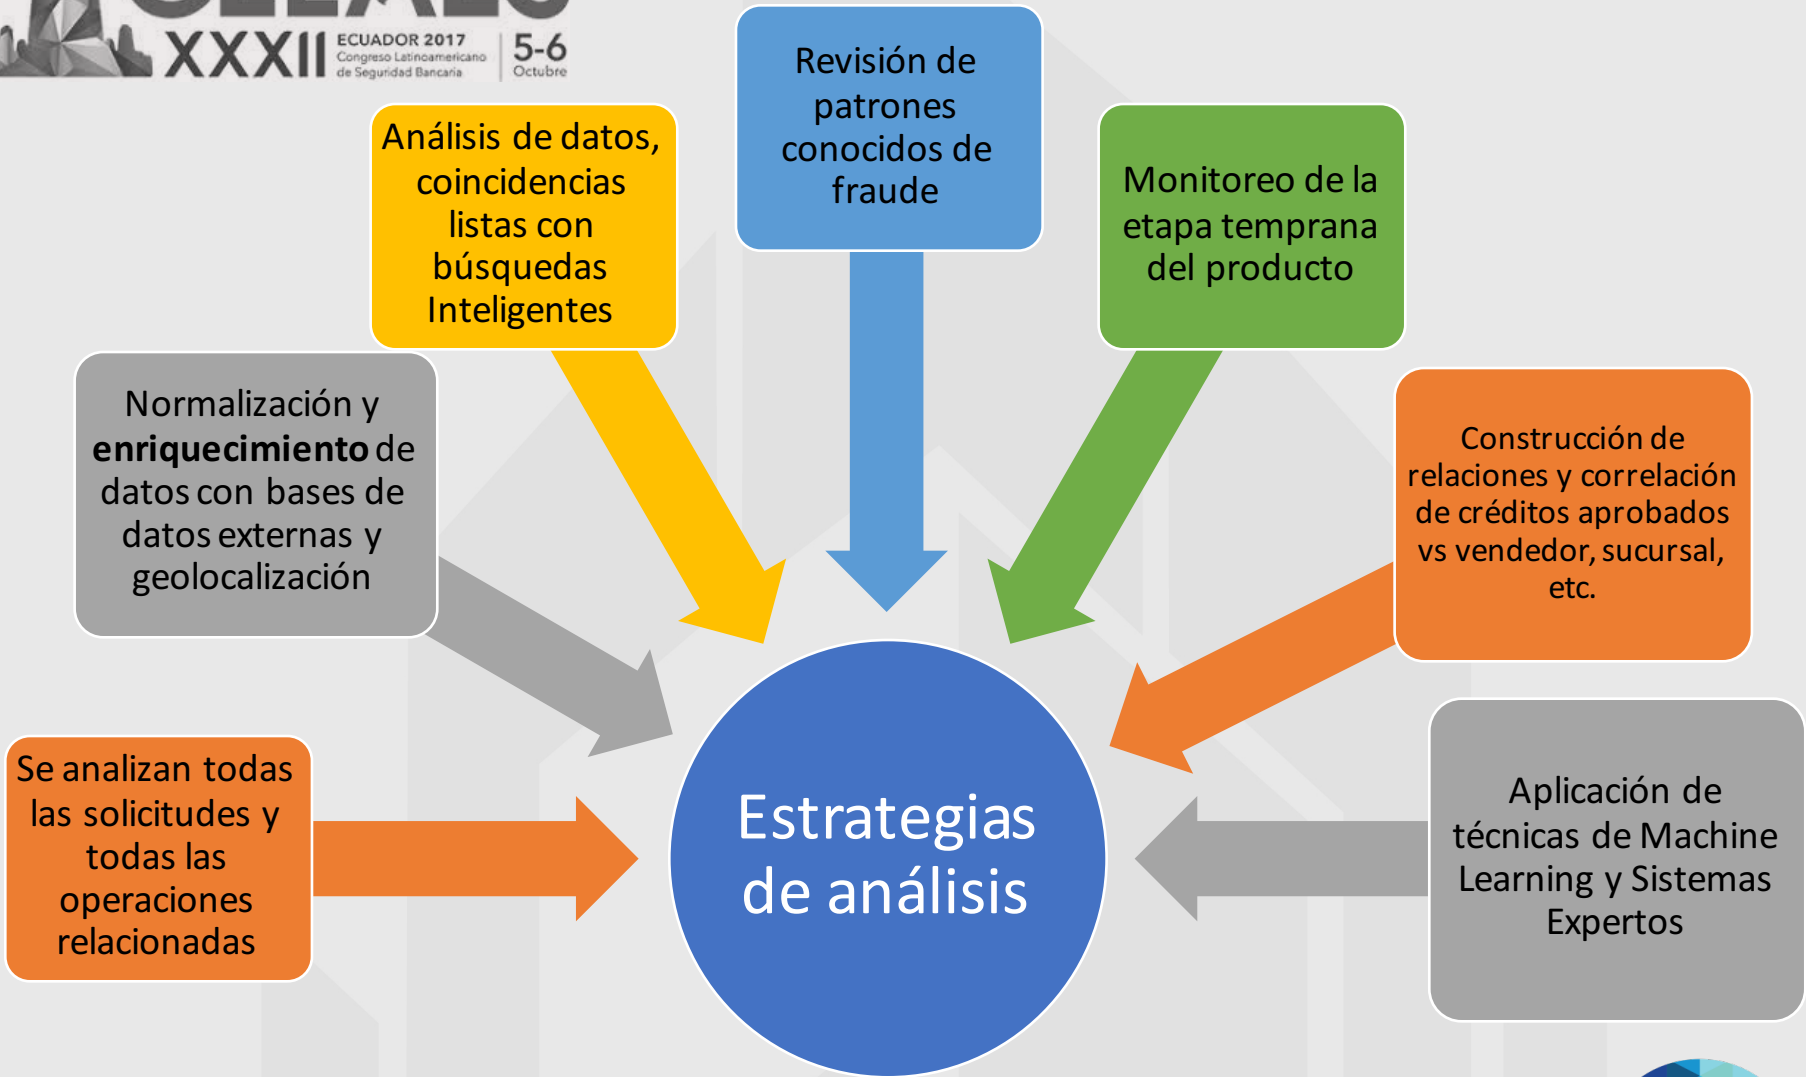 XXXII
ECUADOR 2017
Congreso Latinoamericano
de Seguridad Bancaria
5-6
Octubre
Revisión de
patrones
conocidos de
fraude
Análisis de datos,
coincidencias
listas con
búsquedas
Inteligentes
Monitoreo de la
etapa temprana
del producto
Normalización y
enriquecimiento de
datos con bases de
datos externas y
geolocalización
Construcción de
relaciones y correlación
de créditos aprobados
vs vendedor, sucursal,
etc.
Se analizan todas
las solicitudes y
todas las
operaciones
relacionadas
Estrategias
de análisis
Aplicación de
técnicas de Machine
Learning y Sistemas
Expertos